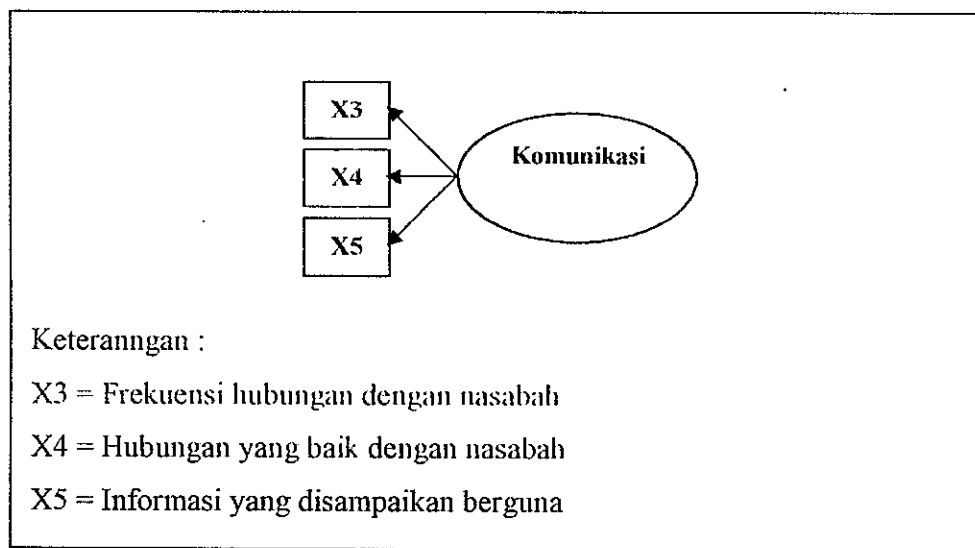 X3
Komunikasi
X4
X5
Keteranngan :
X3 = Frekuensi hubungan dengan nasabah
X4 = Hubungan yang baik dengan nasabah
X5 = Informasi yang disampaikan berguna